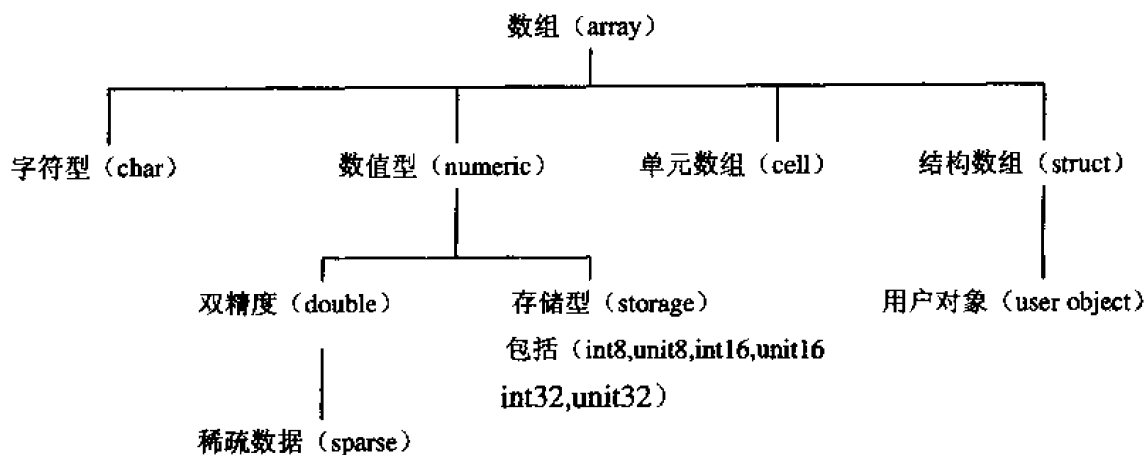 数组（array）
字符型（char） 数值型（numeric） 单元数组（cell） 结构数组（struct）
双精度（double） 存储型（storage） 用户对象（user object）
包括（int8,unit8,int16,unit16
int32,unit32）
稀疏数据（sparse）